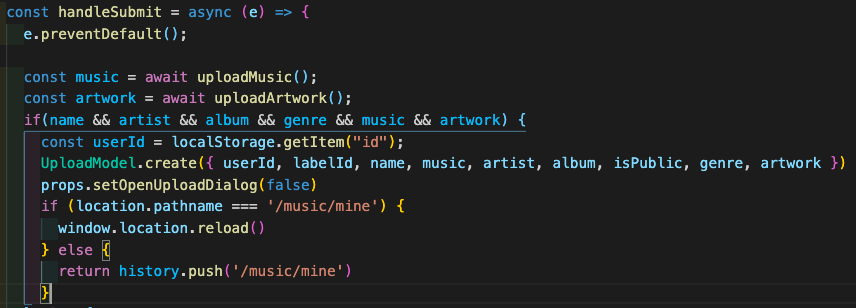 const handleSubmit = async (e) => {
e.preventDefault();
const music = await uploadMusic();
const artwork = await uploadArtwork();
if(name && artist && album && genre && music && artwork) {
const userId = localStorage.getItem("id");
UploadModel.create({ userId, labelId, name, music, artist, album, isPublic, genre, artwork })
props.setOpenUploadDialog(false)
if (location.pathname === '/music/mine') {
window.location.reload()
} else {
return history.push('/music/mine')
}